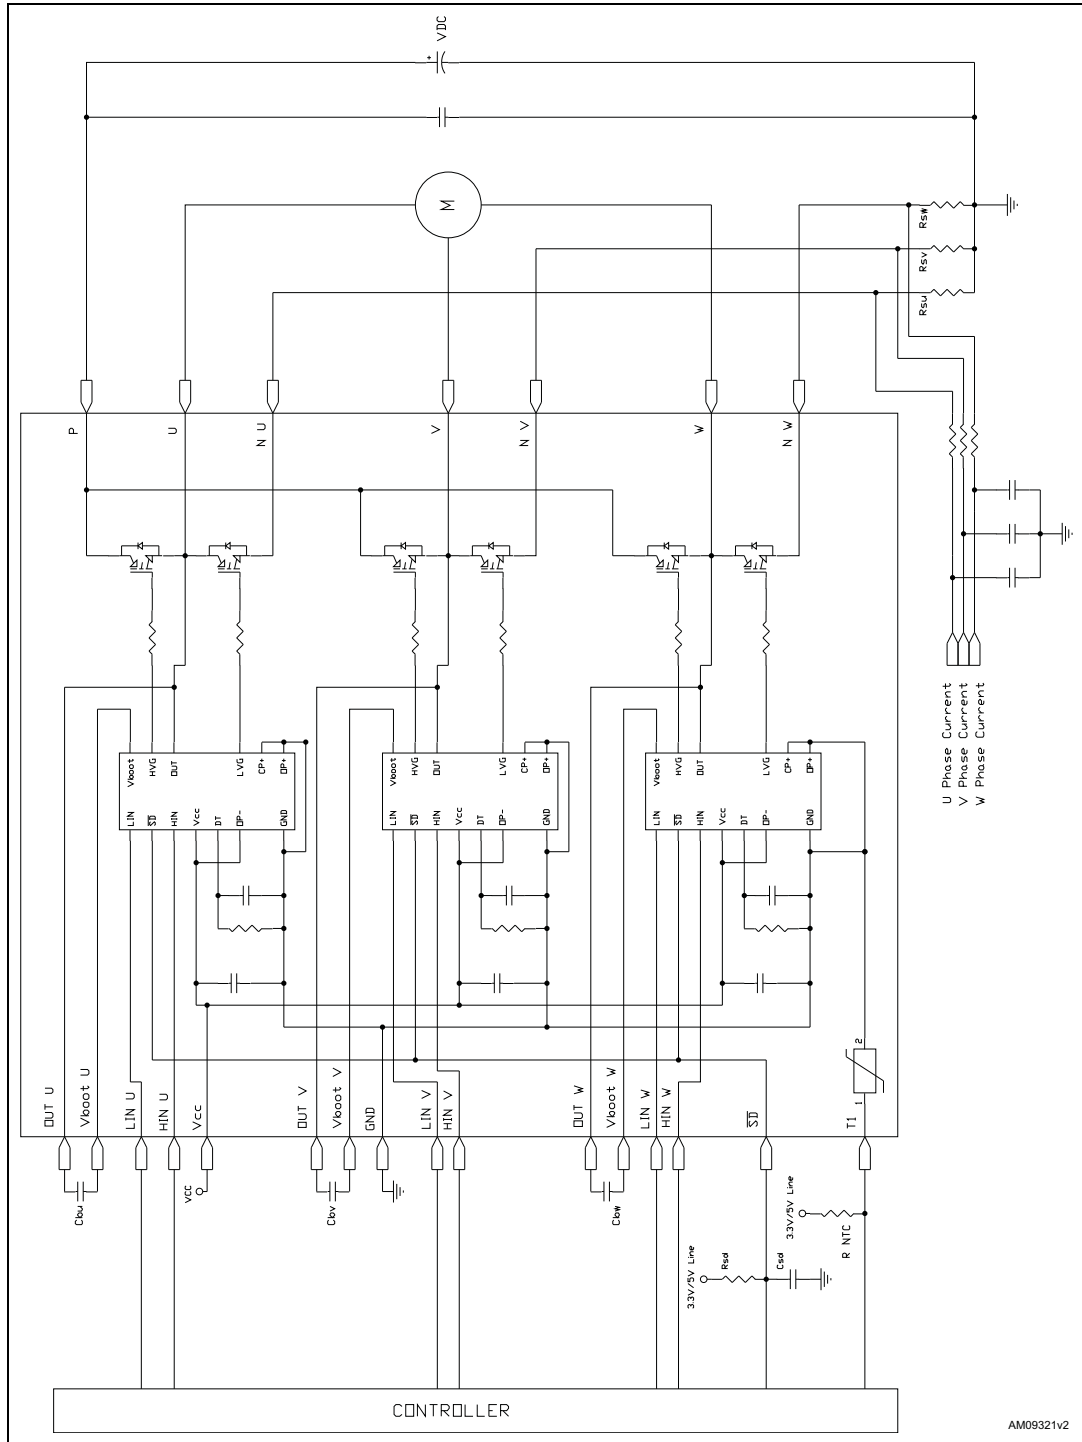 VDC
M
Rsw
Rsv
Rsu
P
U
N U
V
N V
W
N W
U Phase Current
V Phase Current
W Phase Current
Vboot
HVG
OUT
LVG
CP+
OP+
LIN
SD
HIN
Vcc
DT
OP-
GND
Vboot
HVG
OUT
LVG
CP+
OP+
LIN
SD
HIN
Vcc
DT
OP-
GND
Vboot
HVG
OUT
LVG
CP+
OP+
LIN
SD
HIN
Vcc
DT
OP-
GND
OUT U
Vboot U
LIN U
HIN U
Vcc
OUT V
Vboot V
GND
LIN V
HIN V
OUT W
Vboot W
LIN W
HIN W
SD
T1
1
2
Cbu
VCC
Cbv
Cbw
3.3V/5V Line
Rsd
Csd
3.3V/5V Line
R NTC
CONTROLLER
AM09321v2